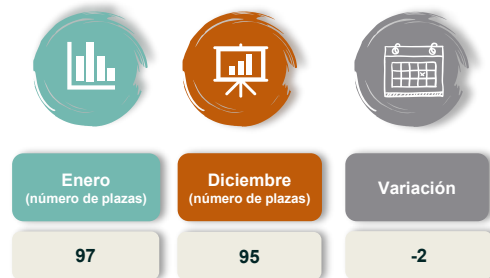 Enero
(número de plazas)
Diciembre
(número de plazas)
Variación
97
95
-2